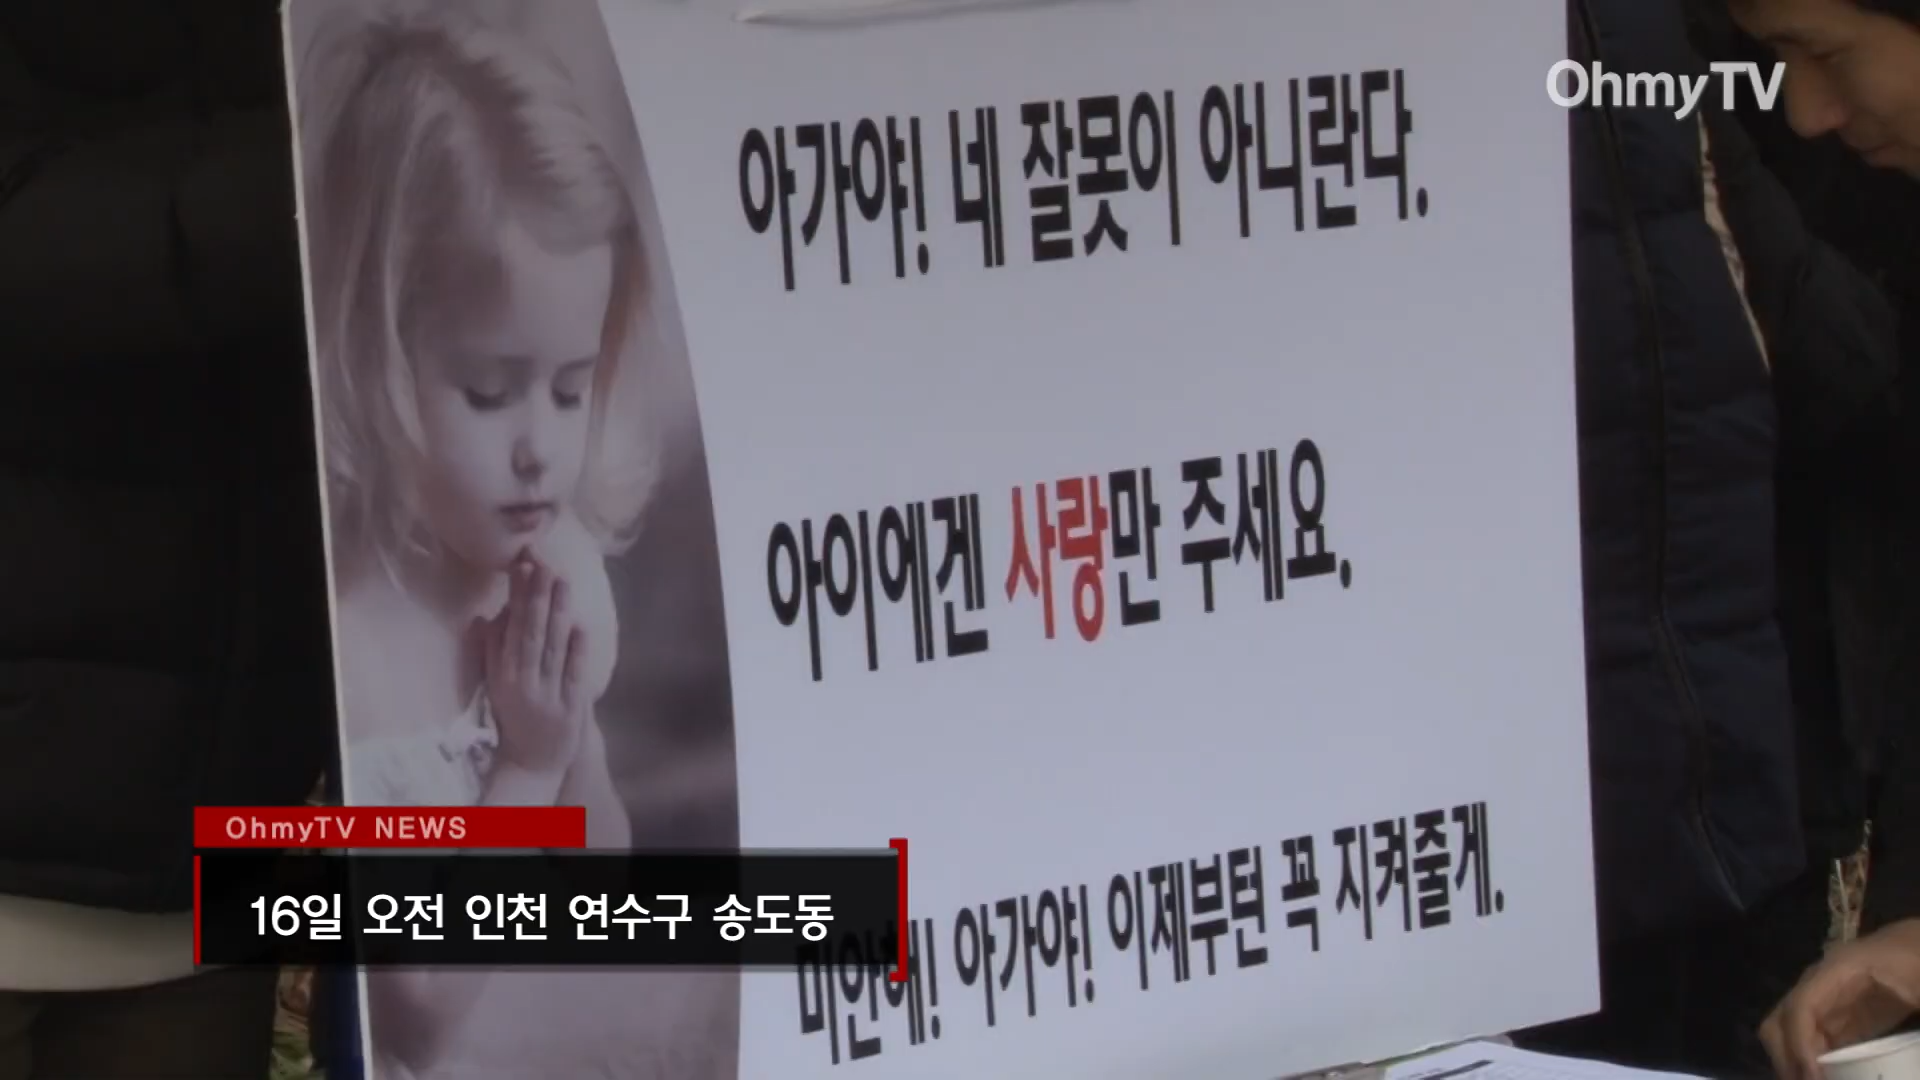 OhmyTV
아가야! 네 잘못이 아니란다.
아이에겐 사랑만 주세요.
미안해! 아가야! 이제부턴 꼭 지켜줄게.
OhmyTV NEWS
16일 오전 인천 연수구 송도동